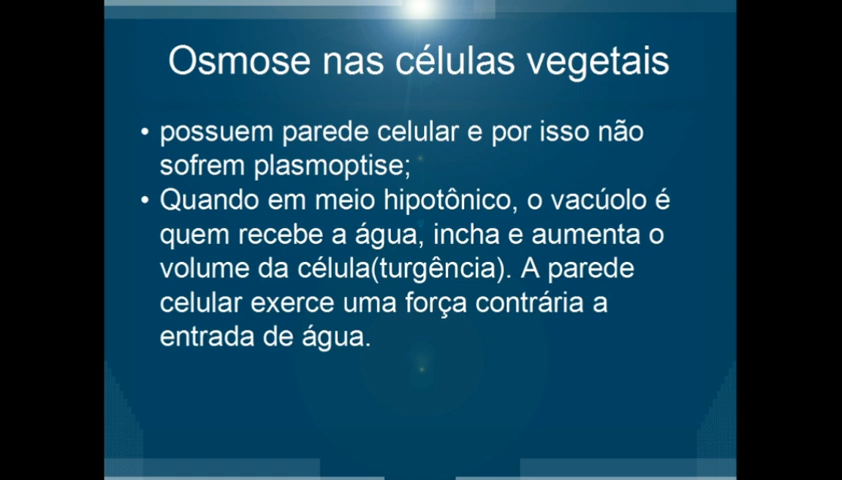 Osmose nas células vegetais
• possuem parede celular e por isso não
sofrem plasmoptise;
• Quando em meio hipotônico, o vacúolo é
quem recebe a água, incha e aumenta o
volume da célula(turgência). A parede
celular exerce uma força contrária a
entrada de água.